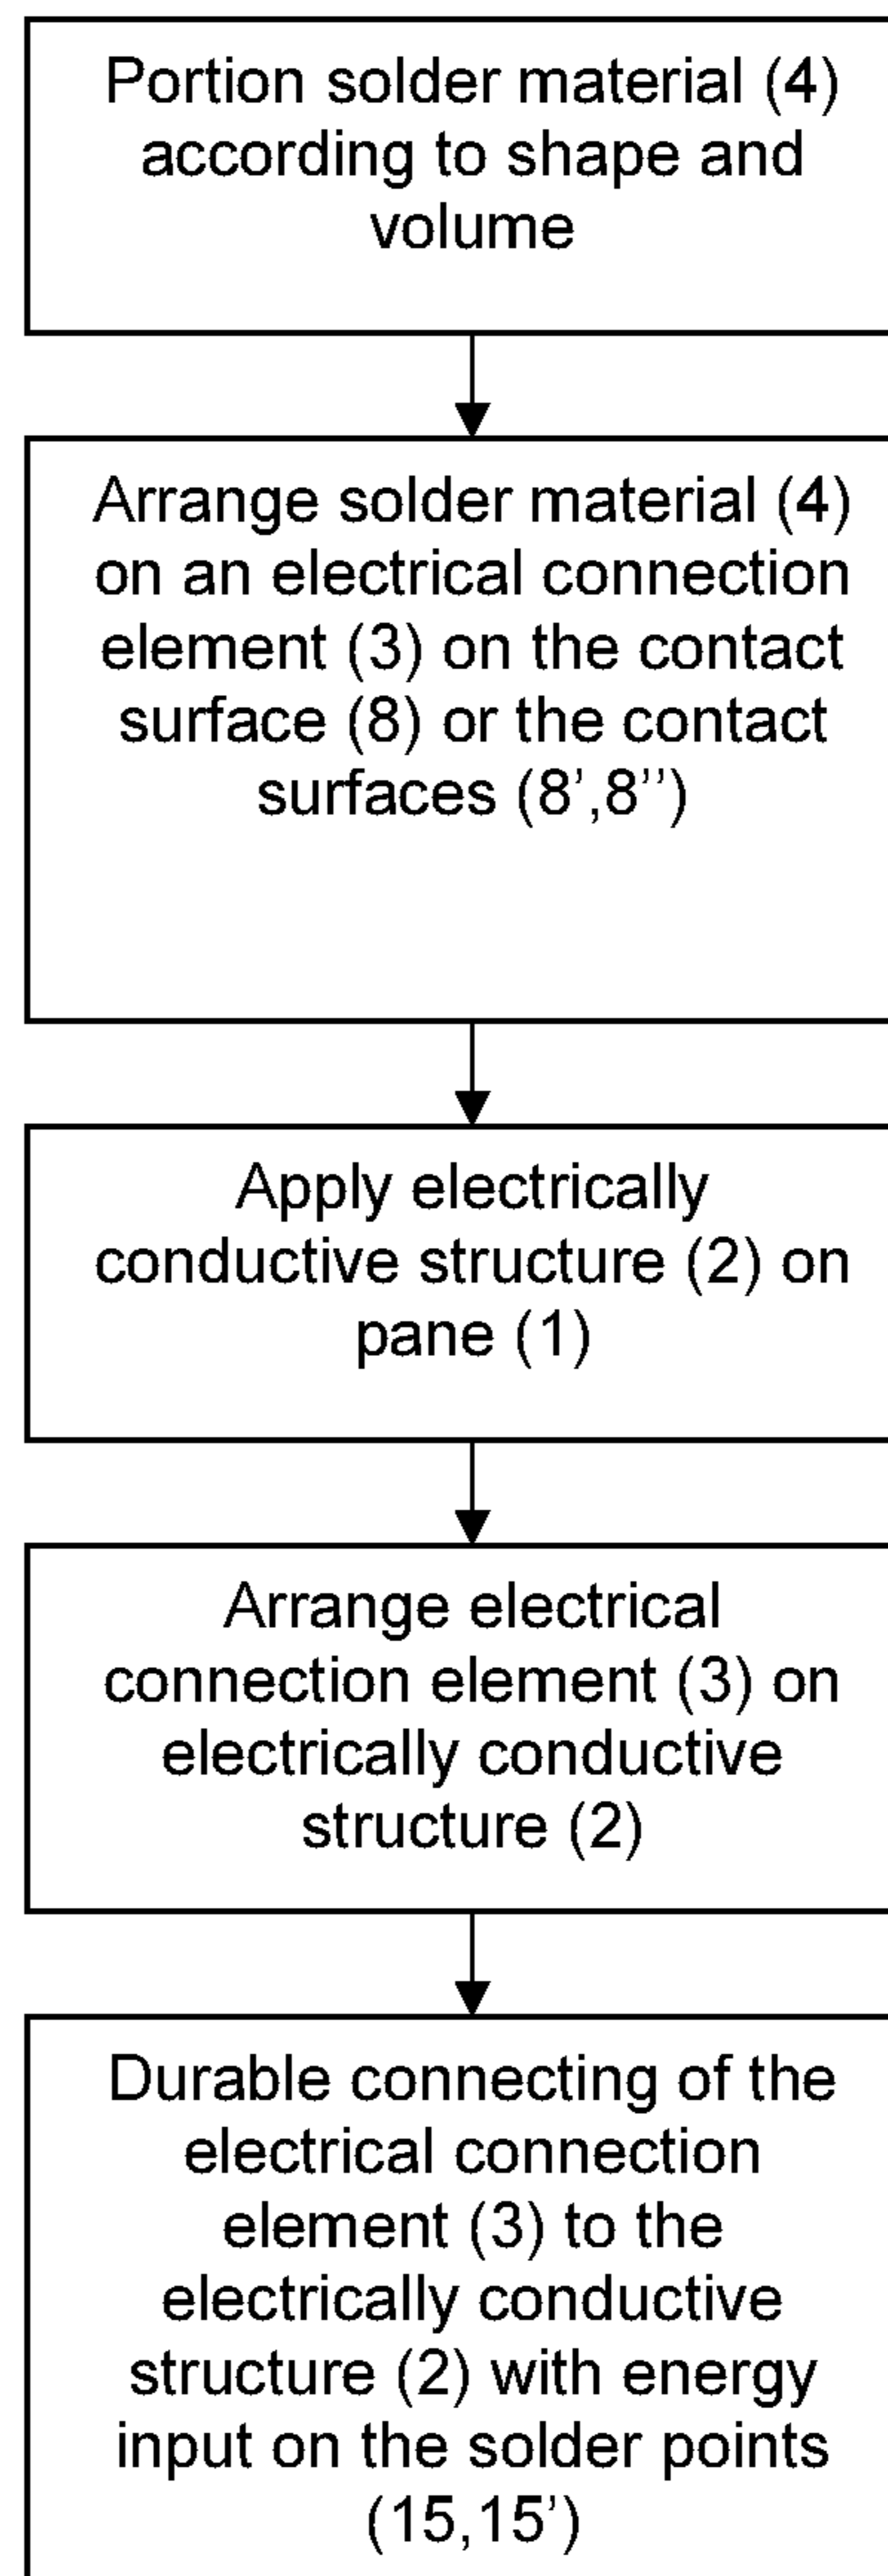 Portion solder material (4)
according to shape and
volume
Arrange solder material (4)
on an electrical connection
element (3) on the contact
surface (8) or the contact
surfaces (8’,8’’)
Apply electrically
conductive structure (2) on
pane (1)
Arrange electrical
connection element (3) on
electrically conductive
structure (2)
Durable connecting of the
electrical connection
element (3) to the
electrically conductive
structure (2) with energy
input on the solder points
(15,15’)